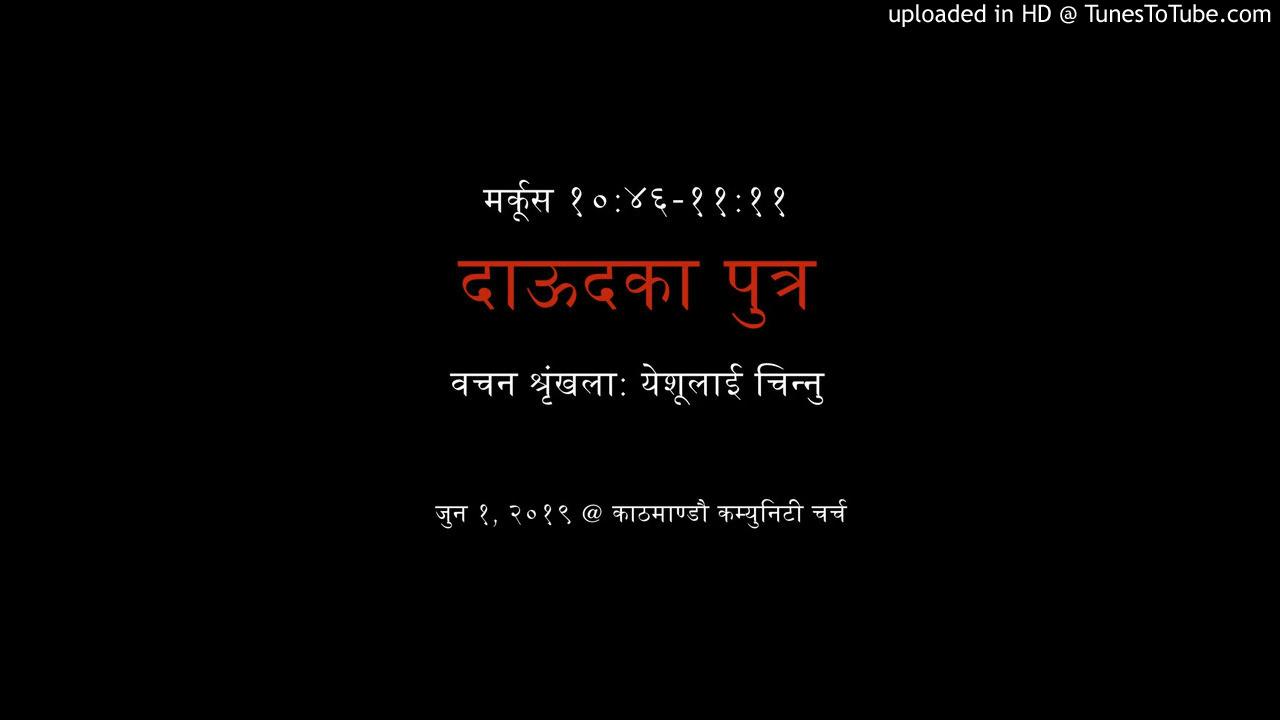 uploaded in HD @ TunesToTube.com
मर्कूस १०:४६-११:११
दाऊदका पुत्र
वचन श्रृंखला: येशूलाई चिन्नु
जुन १, २०१९ @ काठमाण्डौ कम्युनिटी चर्च